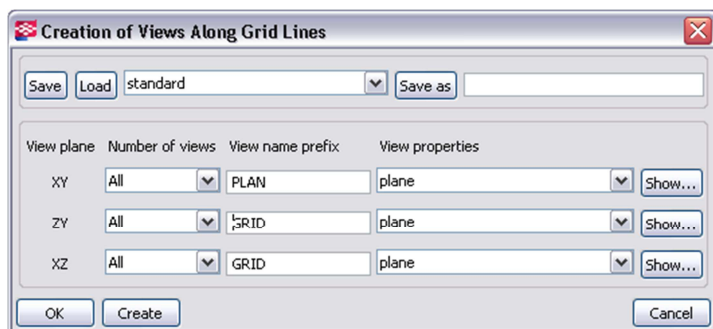 Creation of Views Along Grid Lines
Save Load standard Save as
View plane Number of views View name prefix View properties
XY All PLAN plane Show...
ZY All GRID plane Show...
XZ All GRID plane Show...
OK Create Cancel